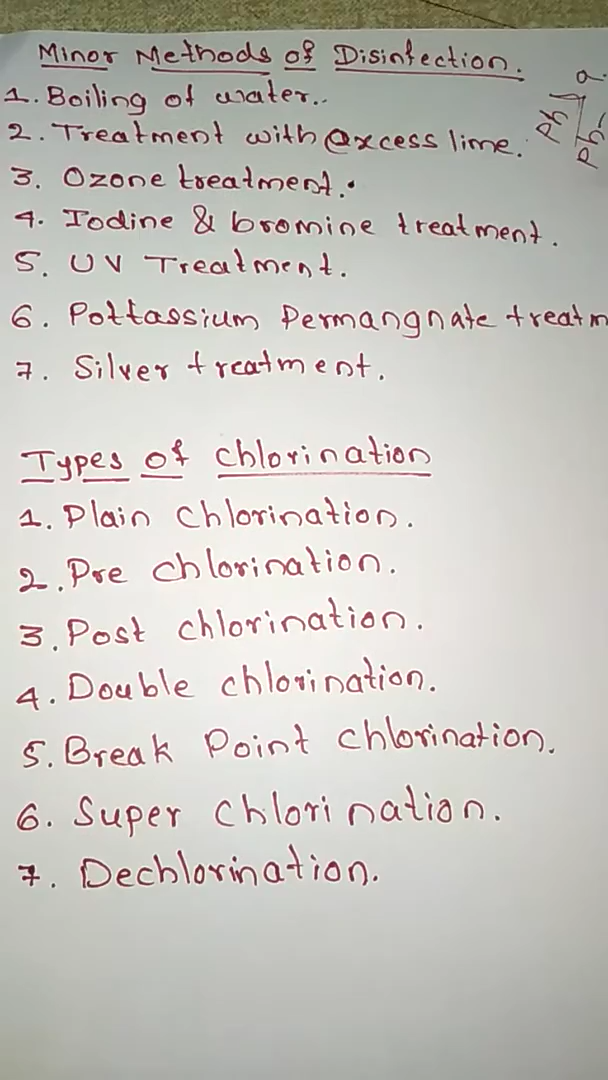 Minor Methods of Disinfection.
1. Boiling of water..
2. Treatment with excess lime.
3. Ozone treatment.
4. Iodine & bromine treatment.
5. UV Treatment.
6. Pottassium Permangnate treatm
7. Silver treatment.
Types of chlorination
1. Plain chlorination.
2. Pre chlorination.
3. Post chlorination.
4. Double chlorination.
5. Break Point chlorination.
6. Super chlorination.
7. Dechlorination.